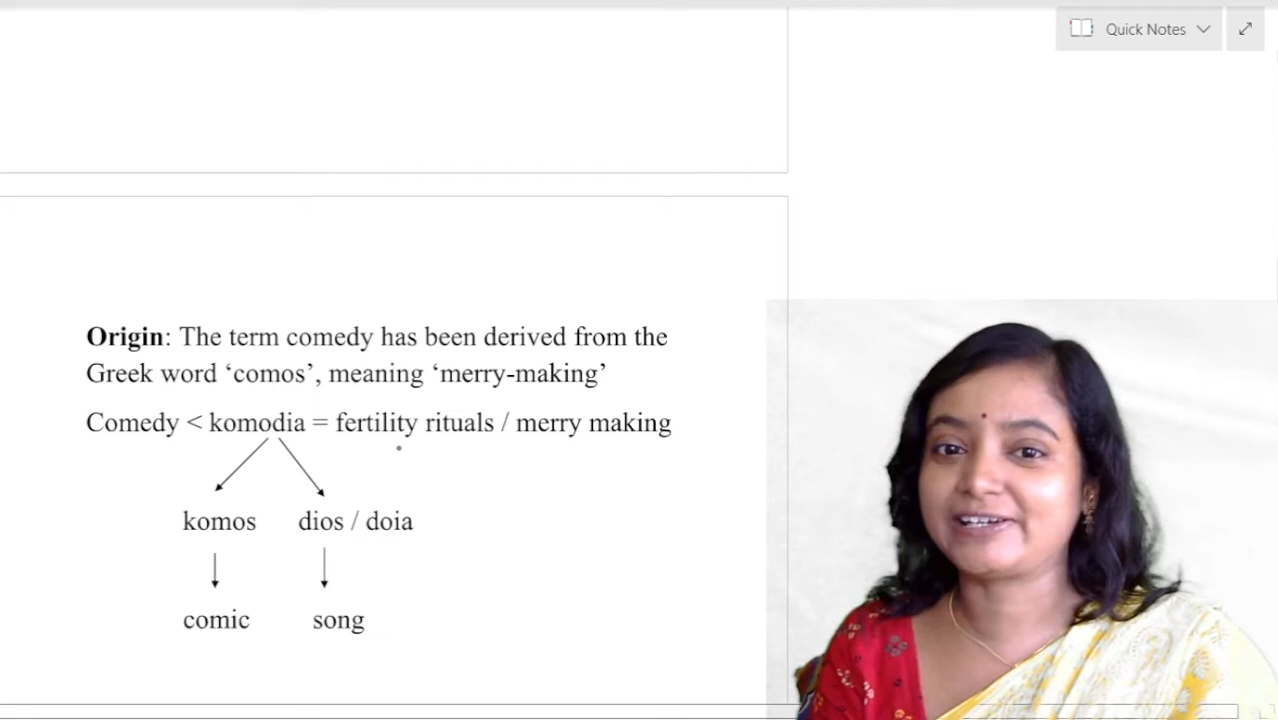 Quick Notes
Origin: The term comedy has been derived from the
Greek word ‘comos’, meaning ‘merry-making’
Comedy < komodia = fertility rituals / merry making
komos dios / doia
comic song